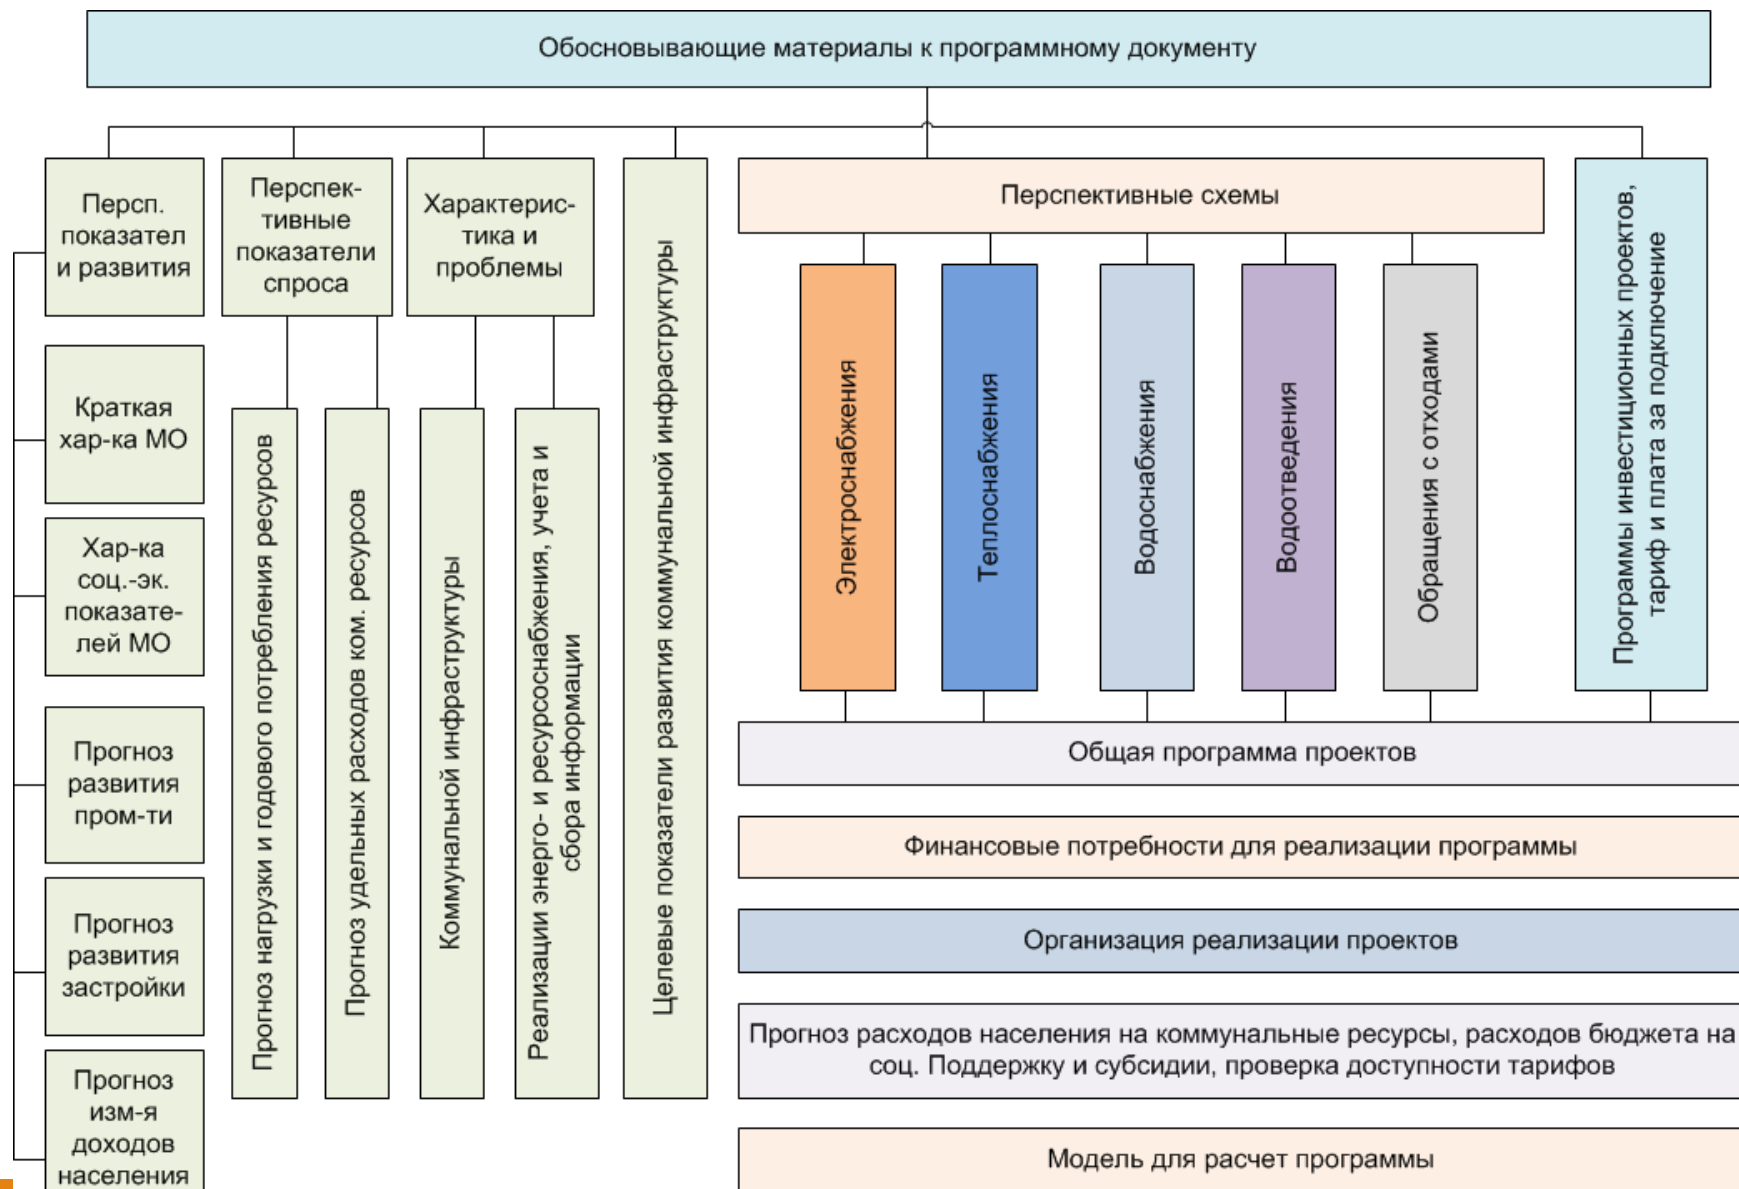 Обосновывающие материалы к программному документу
Персп.
показател
и развития
Перспек-
тивные
показатели
спроса
Характерис-
тика и
проблемы
Целевые показатели развития коммунальной инфраструктуры
Перспективные схемы
Программы инвестиционных проектов,
тариф и плата за подключение
Краткая
хар-ка МО
Хар-ка
соц.-эк.
показате-
лей МО
Прогноз
развития
пром-ти
Прогноз
развития
застройки
Прогноз
изм-я
доходов
населения
Прогноз нагрузки и годового потребления ресурсов
Прогноз удельных расходов ком. ресурсов
Коммунальной инфраструктуры
Реализации энерго- и ресурсоснабжения, учета и
сбора информации
Электроснабжения
Теплоснабжения
Водоснабжения
Водоотведения
Обращения с отходами
Общая программа проектов
Финансовые потребности для реализации программы
Организация реализации проектов
Прогноз расходов населения на коммунальные ресурсы, расходов бюджета на
соц. Поддержку и субсидии, проверка доступности тарифов
Модель для расчет программы